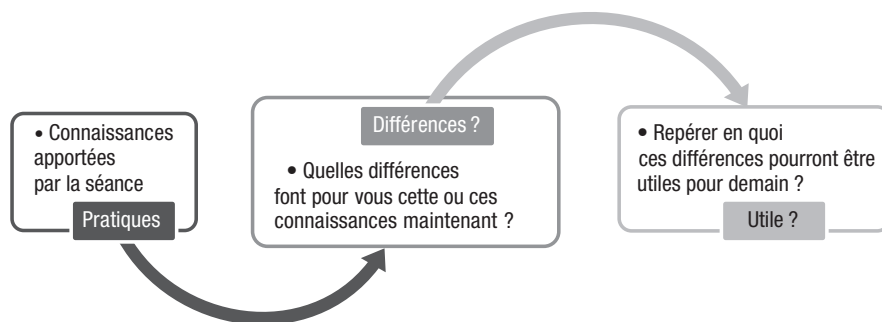 • Connaissances
apportées
par la séance
Pratiques
Différences ?
• Quelles différences
font pour vous cette ou ces
connaissances maintenant ?
• Repérer en quoi
ces différences pourront être
utiles pour demain ?
Utile ?